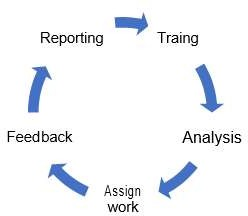 Reporting
Traing
Analysis
Assign
work
Feedback